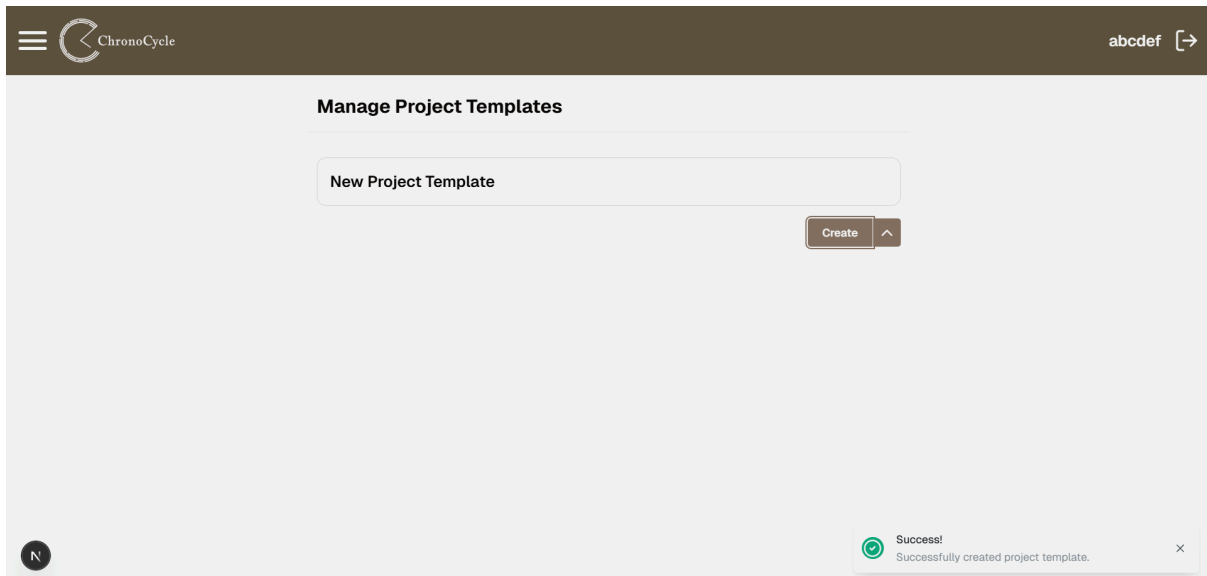 ChronoCycle
abcdef
Manage Project Templates
New Project Template
Create
N
Success!
Successfully created project template.